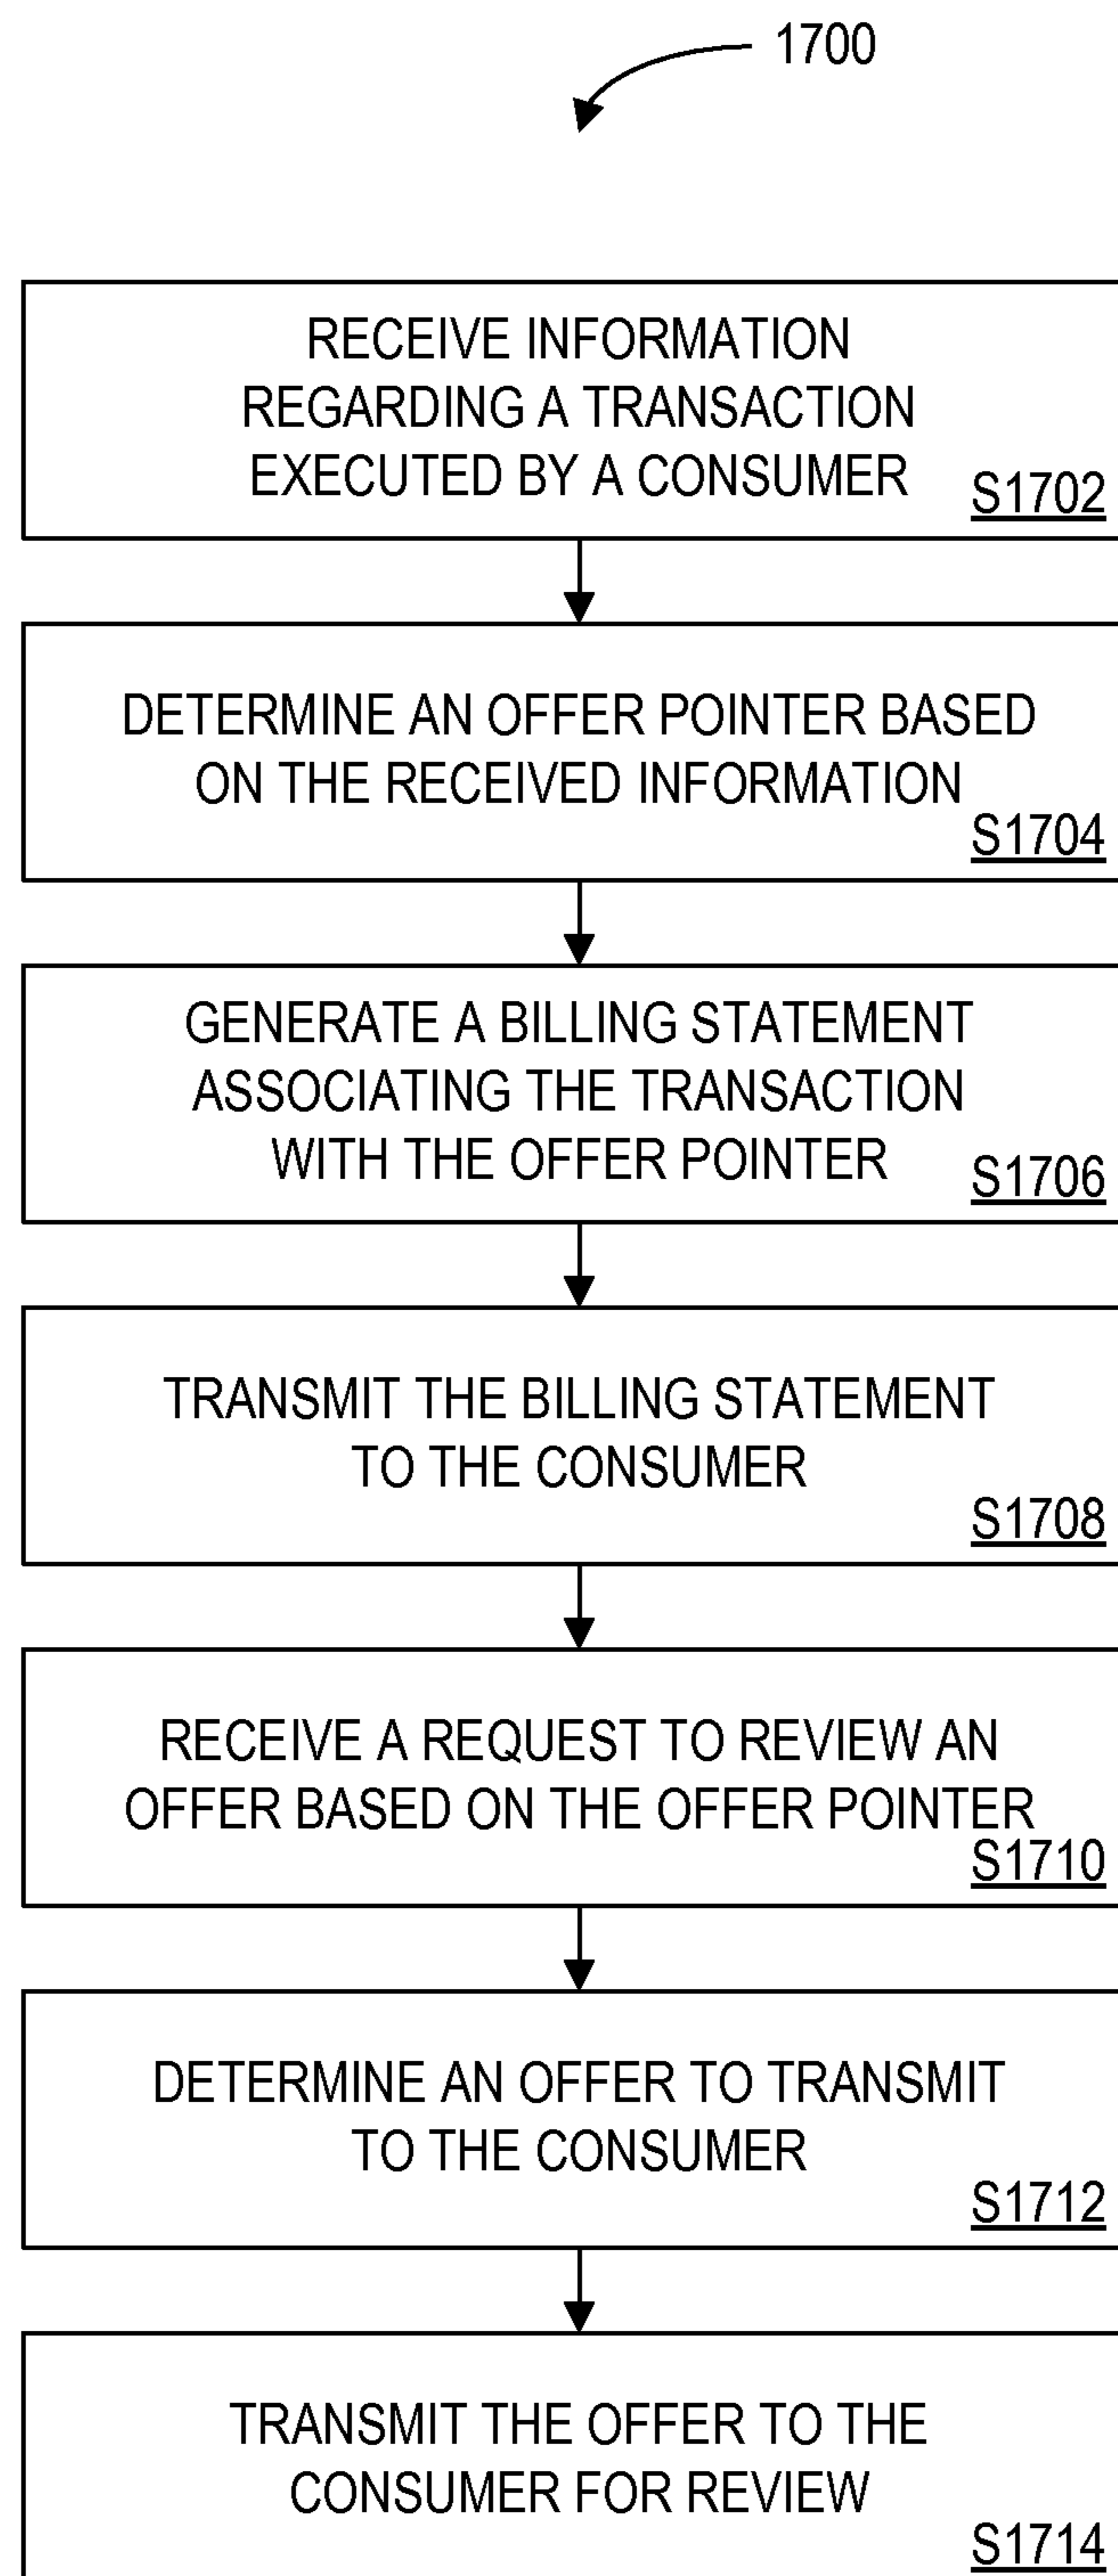 1700
RECEIVE INFORMATION
REGARDING A TRANSACTION
EXECUTED BY A CONSUMER
S1702
DETERMINE AN OFFER POINTER BASED
ON THE RECEIVED INFORMATION
S1704
GENERATE A BILLING STATEMENT
ASSOCIATING THE TRANSACTION
WITH THE OFFER POINTER
S1706
TRANSMIT THE BILLING STATEMENT
TO THE CONSUMER
S1708
RECEIVE A REQUEST TO REVIEW AN
OFFER BASED ON THE OFFER POINTER
S1710
DETERMINE AN OFFER TO TRANSMIT
TO THE CONSUMER
S1712
TRANSMIT THE OFFER TO THE
CONSUMER FOR REVIEW
S1714